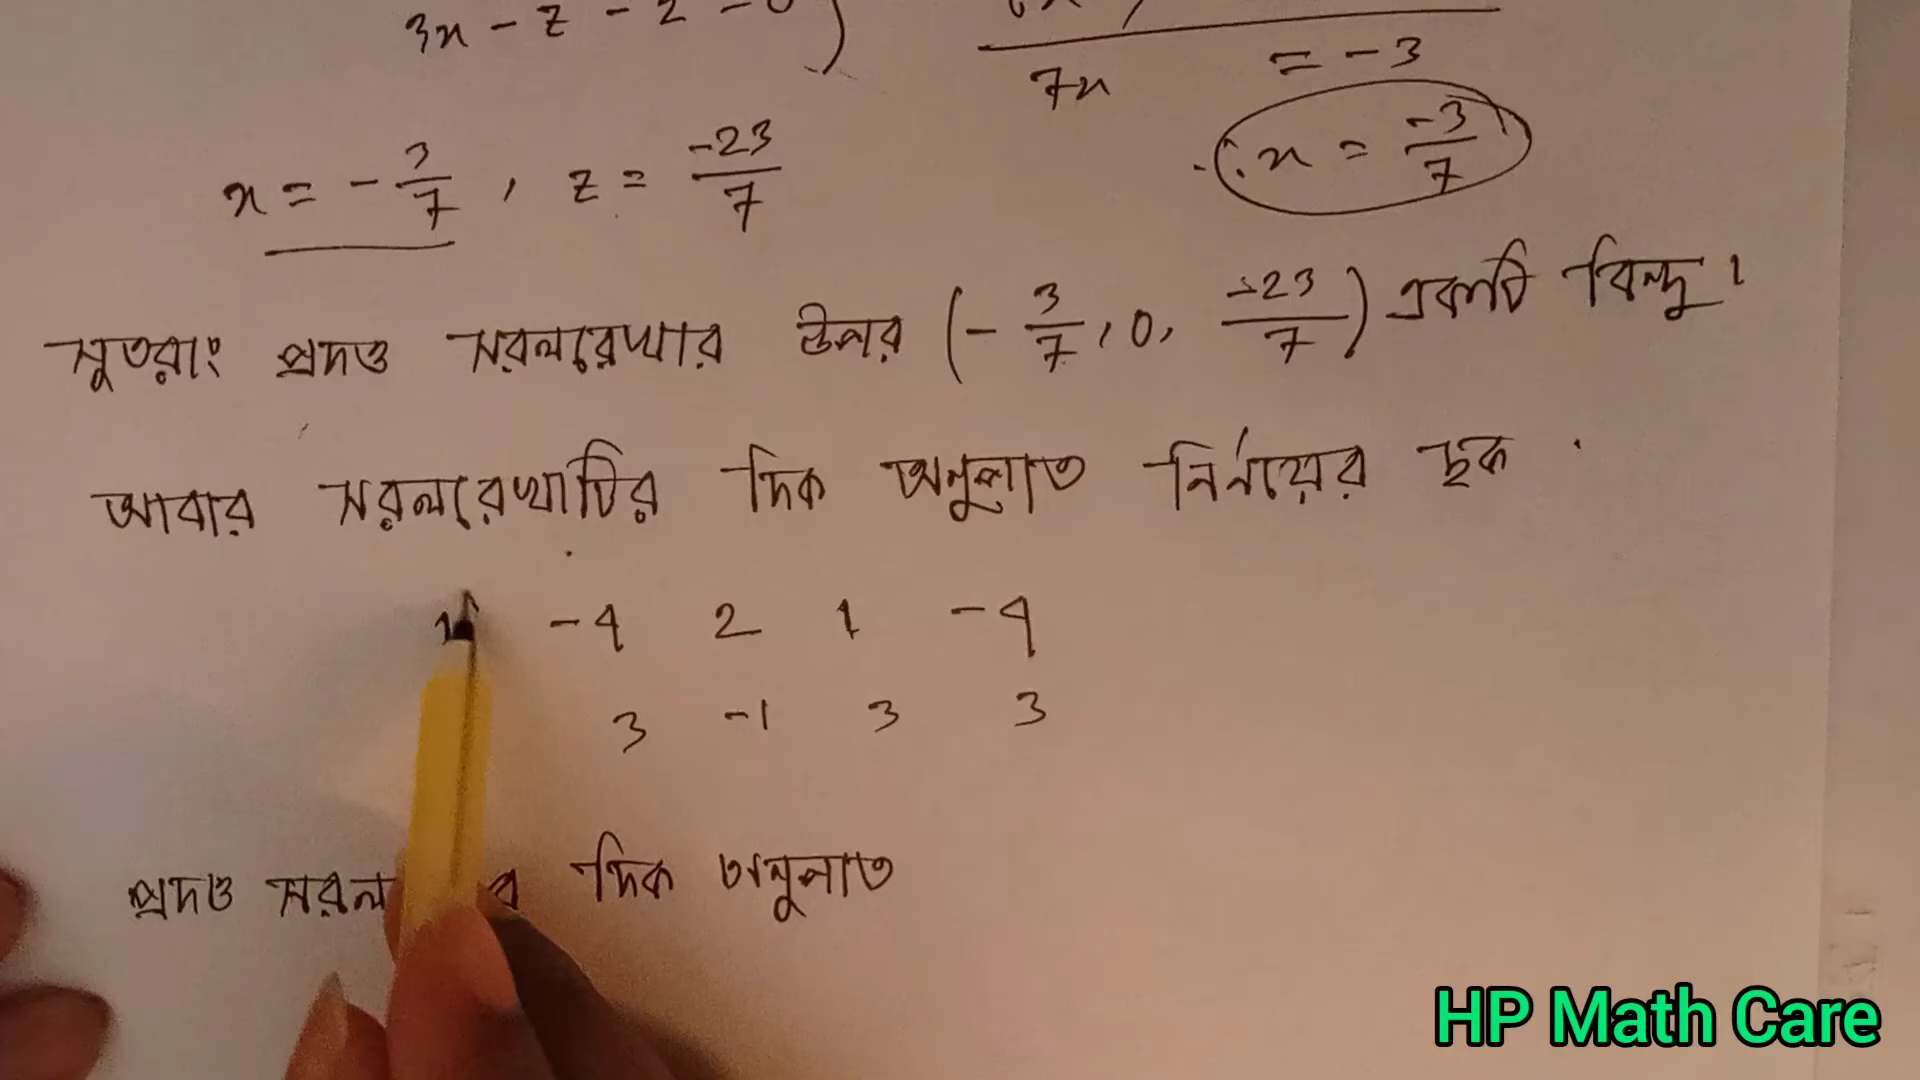 3x - z - 2 = 0 )
7x = -3
∴ x = -3/7
x = -3/7 , z = -23/7
সুতরাং প্রদত্ত সরলরেখার উপর (-3/7, 0, -23/7) একটি বিন্দু।
আবার সরলরেখাটির দিক অনুপাত নির্ণয়ের ছক
-4 2 1 -4
3 -1 3 3
প্রদত্ত সরল র দিক অনুপাত
HP Math Care